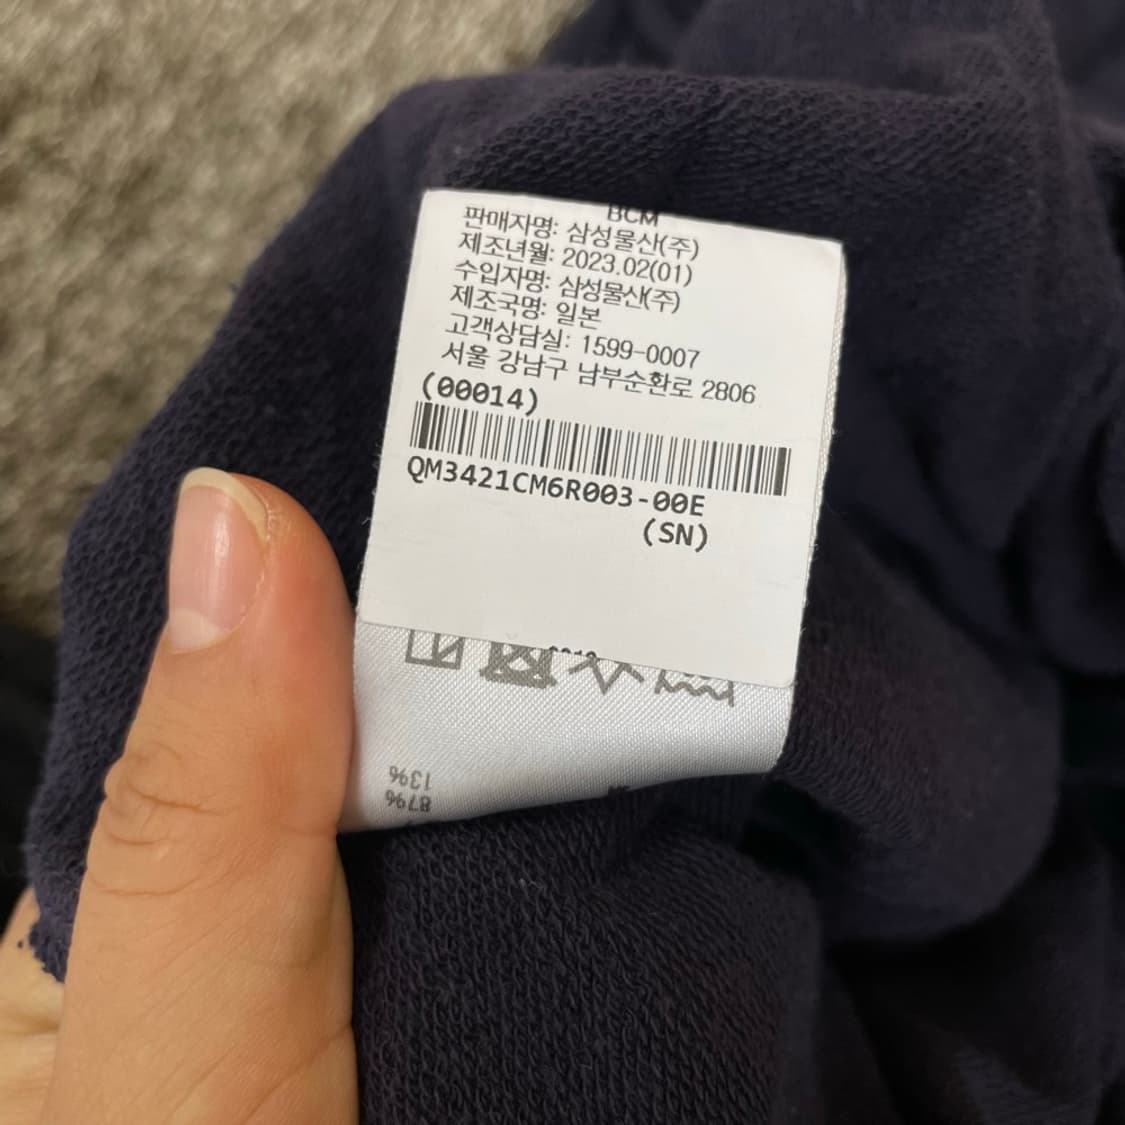 BCM
판매자명: 삼성물산(주)
제조년월: 2023.02(01)
수입자명: 삼성물산(주)
제조국명: 일본
고객상담실: 1599-0007
서울 강남구 남부순환로 2806
(00014)
QM3421CM6R003-00E
(SN)
13%
87%